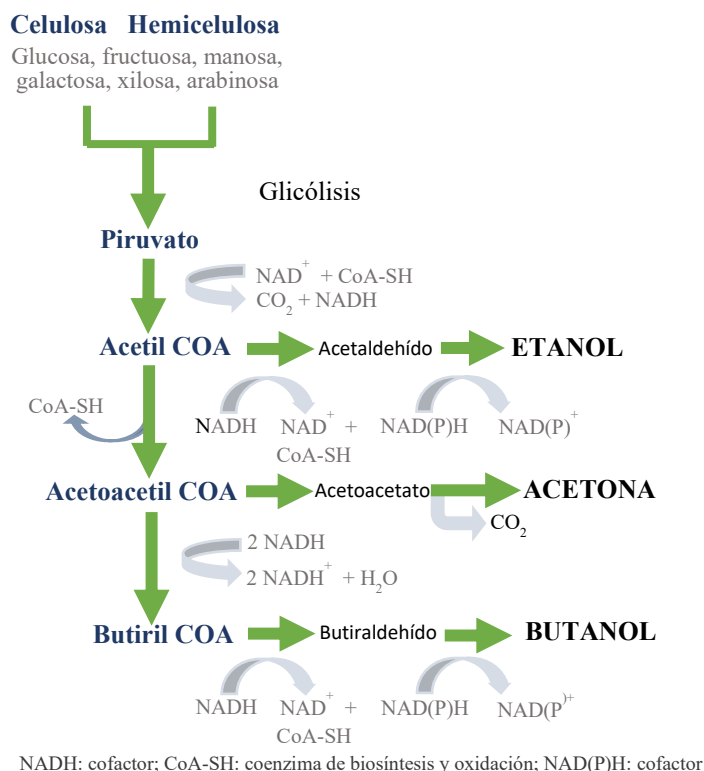 Celulosa Hemicelulosa
Glucosa, fructuosa, manosa,
galactosa, xilosa, arabinosa
Glicólisis
Piruvato
NAD⁺ + CoA-SH
CO₂ + NADH
Acetil COA Acetaldehído ETANOL
CoA-SH
NADH NAD⁺ + NAD(P)H NAD(P)⁺
CoA-SH
Acetoacetil COA Acetoacetato ACETONA
CO₂
2 NADH
2 NADH⁺ + H₂O
Butiril COA Butiraldehído BUTANOL
NADH NAD⁺ + NAD(P)H NAD(P⁾⁺
CoA-SH
NADH: cofactor; CoA-SH: coenzima de biosíntesis y oxidación; NAD(P)H: cofactor